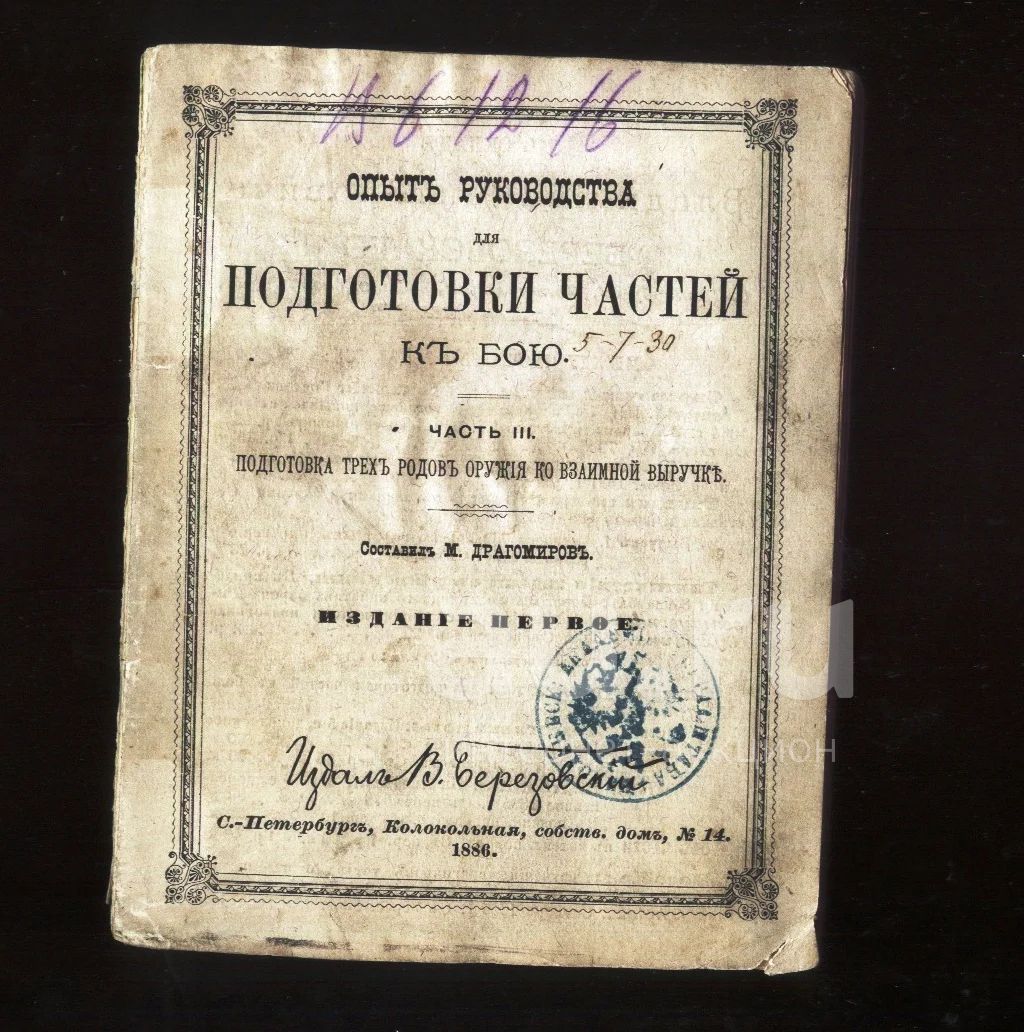 6 12 16
ОПЫТЪ РУКОВОДСТВА
ДЛЯ
ПОДГОТОВКИ ЧАСТЕЙ
КЪ БОЮ.
5-7-30
ЧАСТЬ III.
ПОДГОТОВКА ТРЕХЪ РОДОВЪ ОРУЖІЯ КО ВЗАИМНОЙ ВЫРУЧКѢ.
Составилъ М. ДРАГОМИРОВЪ.
ИЗДАНІЕ ПЕРВОЕ.
Издалъ В. Березовскій
С.-Петербургъ, Колокольная, собств. домъ, № 14.
1886.